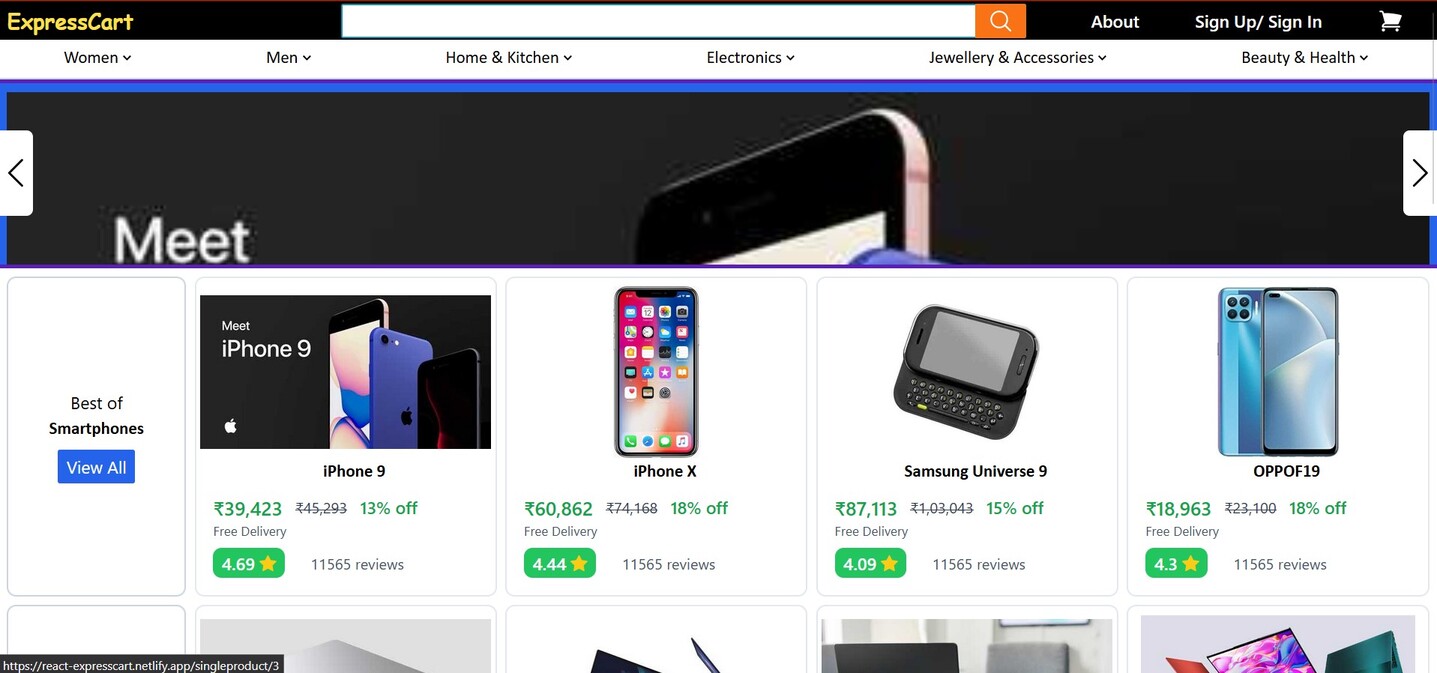 ExpressCart
About
Sign Up/ Sign In
Women
Men
Home & Kitchen
Electronics
Jewellery & Accessories
Beauty & Health
Meet
Best of
Smartphones
View All
Meet
iPhone 9
iPhone 9
₹39,423 ₹45,293 13% off
Free Delivery
4.69 11565 reviews
iPhone X
₹60,862 ₹74,168 18% off
Free Delivery
4.44 11565 reviews
Samsung Universe 9
₹87,113 ₹1,03,043 15% off
Free Delivery
4.09 11565 reviews
OPPOF19
₹18,963 ₹23,100 18% off
Free Delivery
4.3 11565 reviews
https://react-expresscart.netlify.app/singleproduct/3